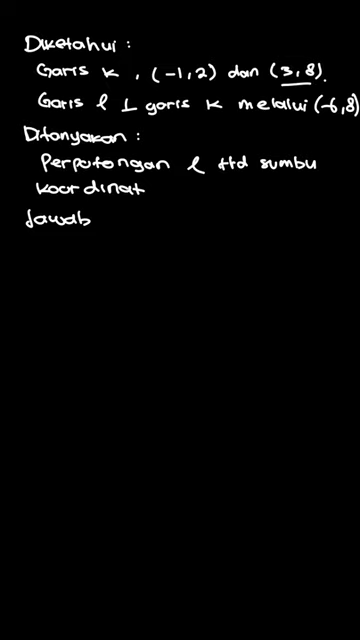 Diketahui :
Garis k , (-1,2) dan (3,8).
Garis l ⊥ garis k melalui (-6,8)
Ditanyakan :
Perpotongan l thd sumbu
koordinat
Jawab